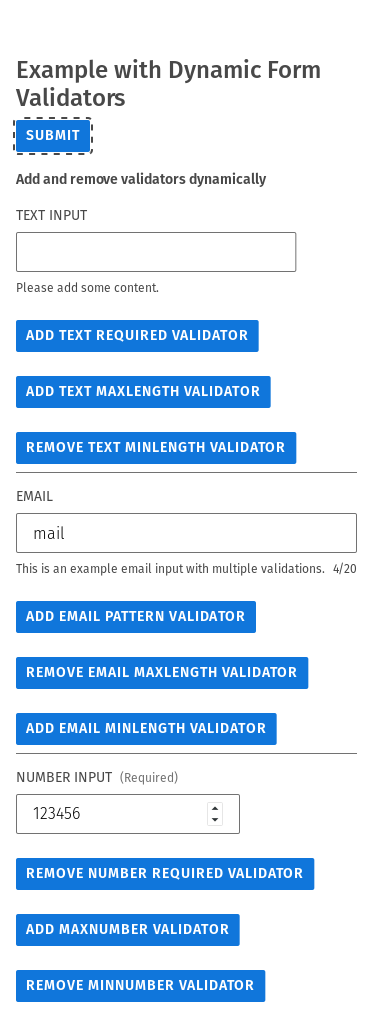 Example with Dynamic Form
Validators
SUBMIT
Add and remove validators dynamically
TEXT INPUT
Please add some content.
ADD TEXT REQUIRED VALIDATOR
ADD TEXT MAXLENGTH VALIDATOR
REMOVE TEXT MINLENGTH VALIDATOR
EMAIL
mail
This is an example email input with multiple validations. 4/20
ADD EMAIL PATTERN VALIDATOR
REMOVE EMAIL MAXLENGTH VALIDATOR
ADD EMAIL MINLENGTH VALIDATOR
NUMBER INPUT (Required)
123456
REMOVE NUMBER REQUIRED VALIDATOR
ADD MAXNUMBER VALIDATOR
REMOVE MINNUMBER VALIDATOR